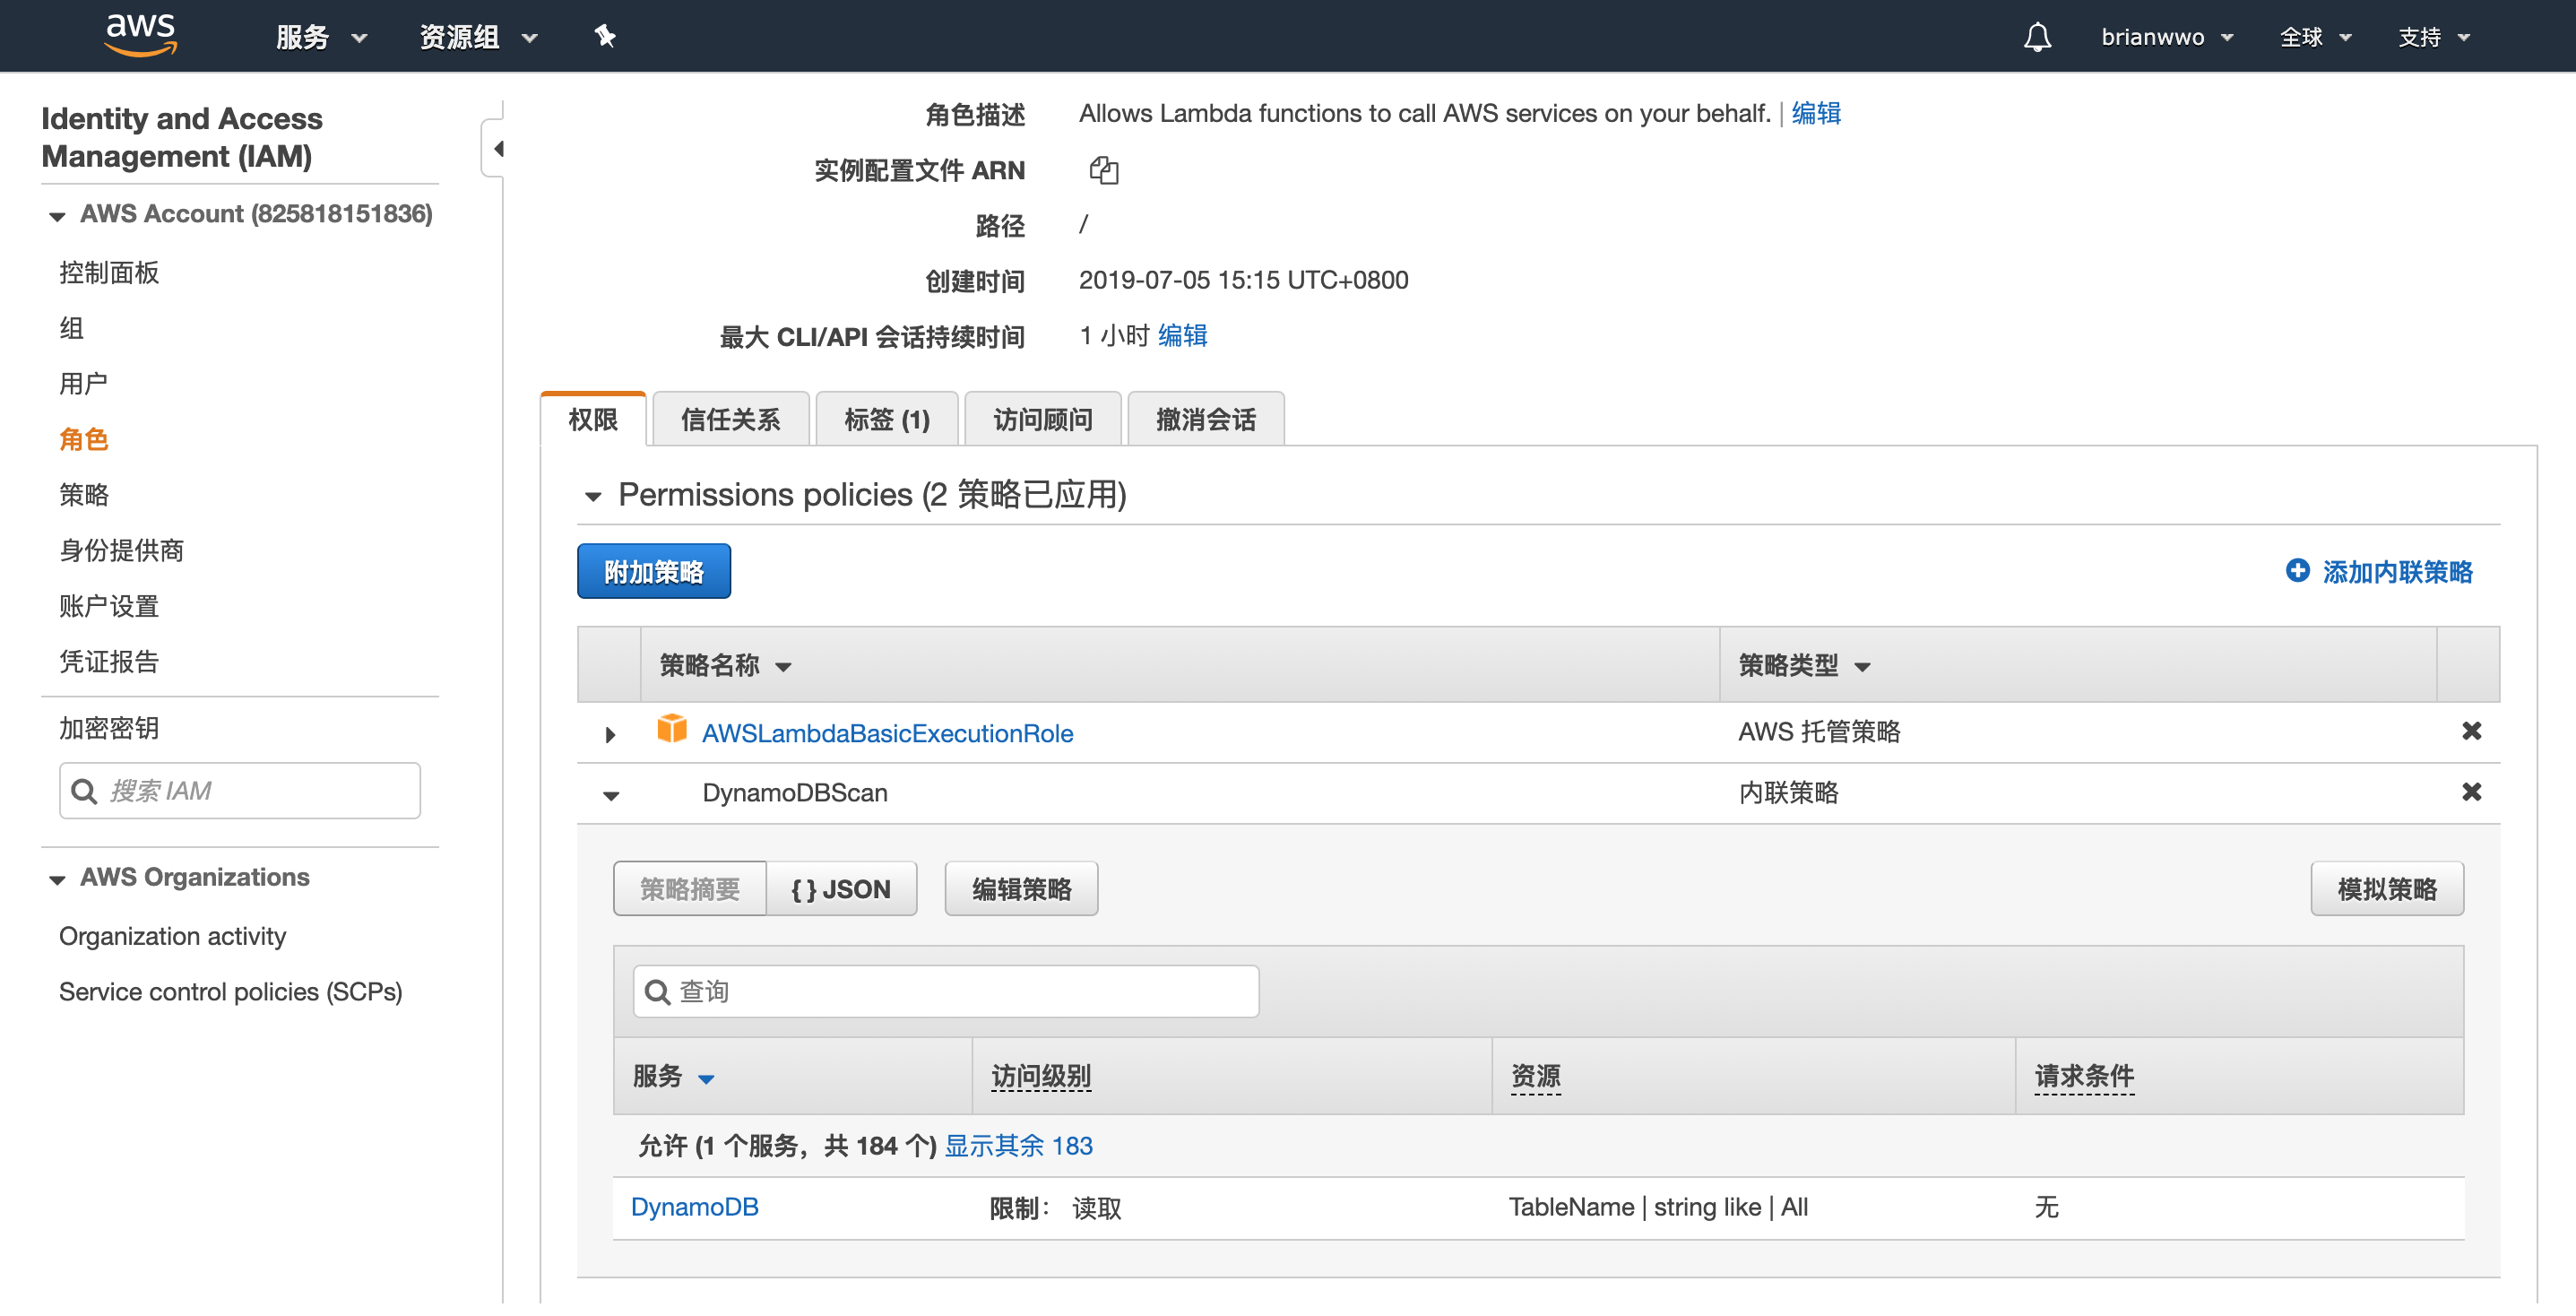 aws 服务 资源组 brianwwo 全球 支持
Identity and Access
Management (IAM)
AWS Account (825818151836)
控制面板
组
用户
角色
策略
身份提供商
账户设置
凭证报告
加密密钥
搜索 IAM
AWS Organizations
Organization activity
Service control policies (SCPs)
角色描述 Allows Lambda functions to call AWS services on your behalf. | 编辑
实例配置文件 ARN
路径 /
创建时间 2019-07-05 15:15 UTC+0800
最大 CLI/API 会话持续时间 1 小时 编辑
权限 信任关系 标签 (1) 访问顾问 撤消会话
Permissions policies (2 策略已应用)
附加策略 添加内联策略
策略名称 策略类型
AWSLambdaBasicExecutionRole AWS 托管策略
DynamoDBScan 内联策略
策略摘要 { } JSON 编辑策略 模拟策略
查询
服务 访问级别 资源 请求条件
允许 (1 个服务，共 184 个) 显示其余 183
DynamoDB 限制： 读取 TableName | string like | All 无